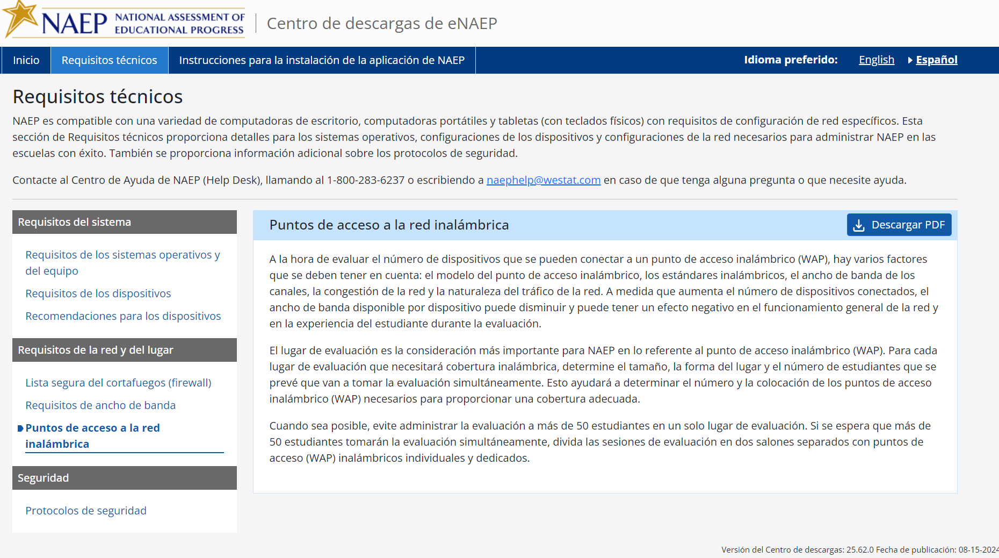 NAEP NATIONAL ASSESSMENT OF
EDUCATIONAL PROGRESS
Centro de descargas de eNAEP
Inicio
Requisitos técnicos
Instrucciones para la instalación de la aplicación de NAEP
Idioma preferido:
English
Español
Requisitos técnicos
NAEP es compatible con una variedad de computadoras de escritorio, computadoras portátiles y tabletas (con teclados físicos) con requisitos de configuración de red específicos. Esta
sección de Requisitos técnicos proporciona detalles para los sistemas operativos, configuraciones de los dispositivos y configuraciones de la red necesarios para administrar NAEP en las
escuelas con éxito. También se proporciona información adicional sobre los protocolos de seguridad.
Contacte al Centro de Ayuda de NAEP (Help Desk), llamando al 1-800-283-6237 o escribiendo a naephelp@westat.com en caso de que tenga alguna pregunta o que necesite ayuda.
Requisitos del sistema
Requisitos de los sistemas operativos y
del equipo
Requisitos de los dispositivos
Recomendaciones para los dispositivos
Requisitos de la red y del lugar
Lista segura del cortafuegos (firewall)
Requisitos de ancho de banda
Puntos de acceso a la red
inalámbrica
Seguridad
Protocolos de seguridad
Puntos de acceso a la red inalámbrica
Descargar PDF
A la hora de evaluar el número de dispositivos que se pueden conectar a un punto de acceso inalámbrico (WAP), hay varios factores
que se deben tener en cuenta: el modelo del punto de acceso inalámbrico, los estándares inalámbricos, el ancho de banda de los
canales, la congestión de la red y la naturaleza del tráfico de la red. A medida que aumenta el número de dispositivos conectados, el
ancho de banda disponible por dispositivo puede disminuir y puede tener un efecto negativo en el funcionamiento general de la red y
en la experiencia del estudiante durante la evaluación.
El lugar de evaluación es la consideración más importante para NAEP en lo referente al punto de acceso inalámbrico (WAP). Para cada
lugar de evaluación que necesitará cobertura inalámbrica, determine el tamaño, la forma del lugar y el número de estudiantes que se
prevé que van a tomar la evaluación simultáneamente. Esto ayudará a determinar el número y la colocación de los puntos de acceso
inalámbrico (WAP) necesarios para proporcionar una cobertura adecuada.
Cuando sea posible, evite administrar la evaluación a más de 50 estudiantes en un solo lugar de evaluación. Si se espera que más de
50 estudiantes tomarán la evaluación simultáneamente, divida las sesiones de evaluación en dos salones separados con puntos de
acceso (WAP) inalámbricos individuales y dedicados.
Versión del Centro de descargas: 25.62.0 Fecha de publicación: 08-15-2024